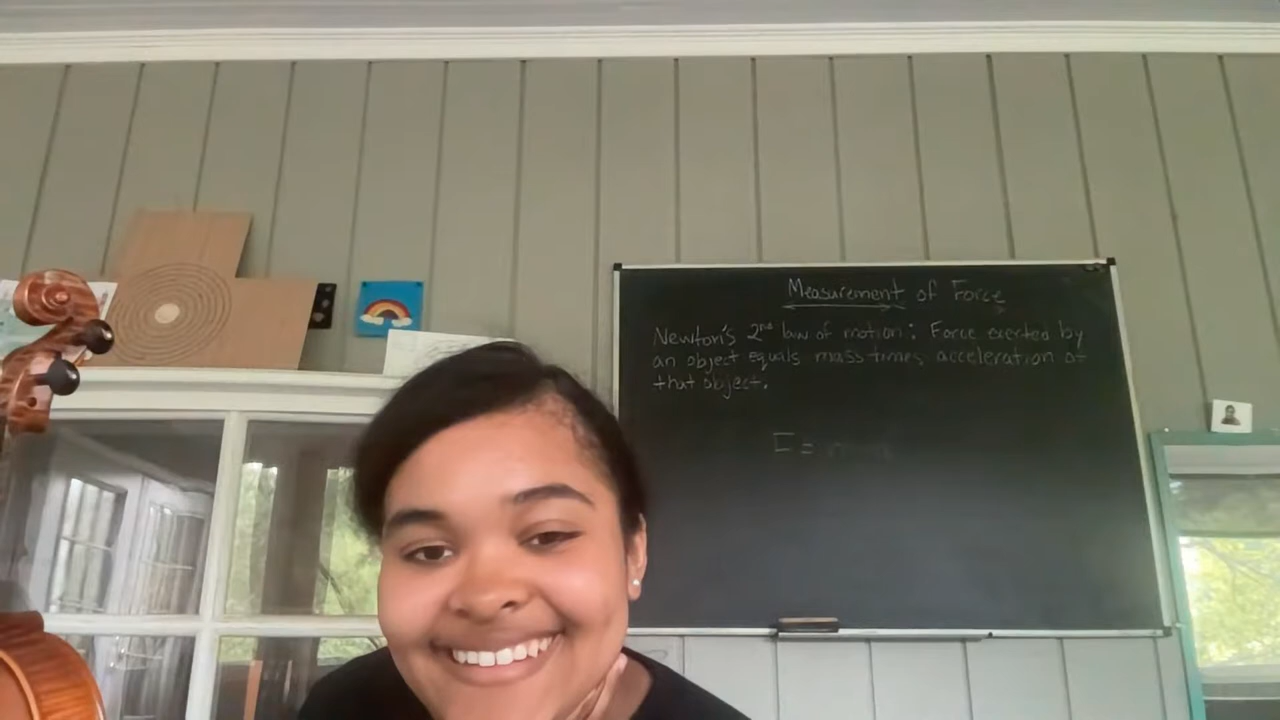 Measurement of Force
Newton's 2nd law of motion: Force exerted by
an object equals mass times acceleration of
that object.
F =